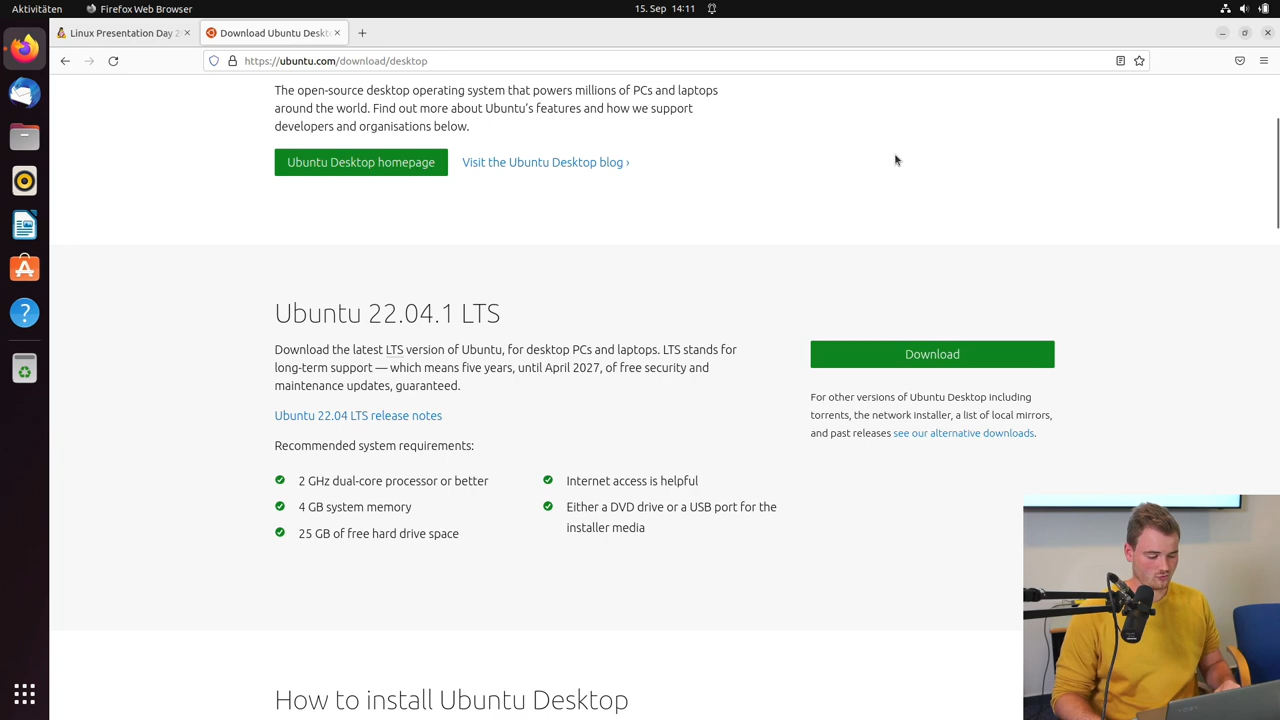 Aktivitäten
Firefox Web Browser
15. Sep 14:11
Linux Presentation Day 2
Download Ubuntu Deskt
https://ubuntu.com/download/desktop
The open-source desktop operating system that powers millions of PCs and laptops
around the world. Find out more about Ubuntu's features and how we support
developers and organisations below.
Ubuntu Desktop homepage
Visit the Ubuntu Desktop blog ›
Ubuntu 22.04.1 LTS
Download the latest LTS version of Ubuntu, for desktop PCs and laptops. LTS stands for
long-term support — which means five years, until April 2027, of free security and
maintenance updates, guaranteed.
Ubuntu 22.04 LTS release notes
Recommended system requirements:
2 GHz dual-core processor or better
4 GB system memory
25 GB of free hard drive space
Internet access is helpful
Either a DVD drive or a USB port for the
installer media
Download
For other versions of Ubuntu Desktop including
torrents, the network installer, a list of local mirrors,
and past releases see our alternative downloads.
How to install Ubuntu Desktop